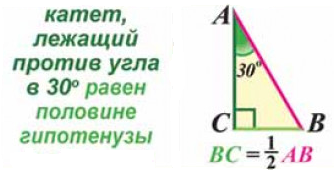 катет,
лежащий
против угла
в 30° равен
половине
гипотенузы
A
30°
C
B
BC = 1/2 AB